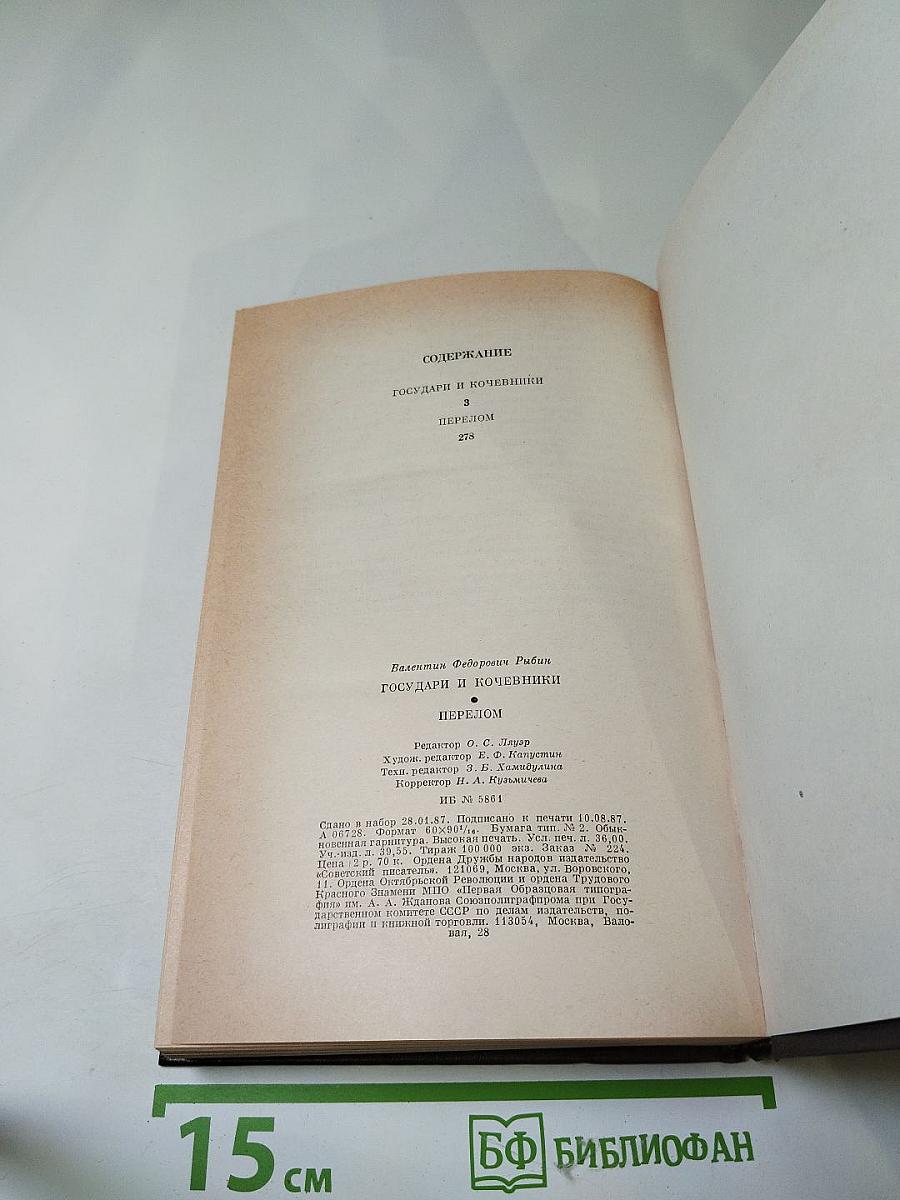 СОДЕРЖАНИЕ
ГОСУДАРИ И КОЧЕВНИКИ
3
ПЕРЕЛОМ
278
Валентин Федорович Рыбин
ГОСУДАРИ И КОЧЕВНИКИ
●
ПЕРЕЛОМ
Редактор О. С. Ляуэр
Худож. редактор Е. Ф. Капустин
Техн. редактор З. Б. Хамидулина
Корректор Н. А. Кузьмичева
ИБ № 5861
Сдано в набор 28.01.87. Подписано к печати 10.08.87.
А 06728. Формат 60×90¹/₁₆. Бумага тип. № 2. Обык-
новенная гарнитура. Высокая печать. Усл. печ. л. 36,00.
Уч.-изд. л. 39,55. Тираж 100 000 экз. Заказ № 224.
Цена 2 р. 70 к. Ордена Дружбы народов издательство
«Советский писатель». 121069, Москва, ул. Воровского,
11. Ордена Октябрьской Революции и ордена Трудового
Красного Знамени МПО «Первая Образцовая типогра-
фия» им. А. А. Жданова Союзполиграфпрома при Госу-
дарственном комитете СССР по делам издательств, по-
лиграфии и книжной торговли. 113054, Москва, Вало-
вая, 28
15 см
БФ БИБЛИОФАН